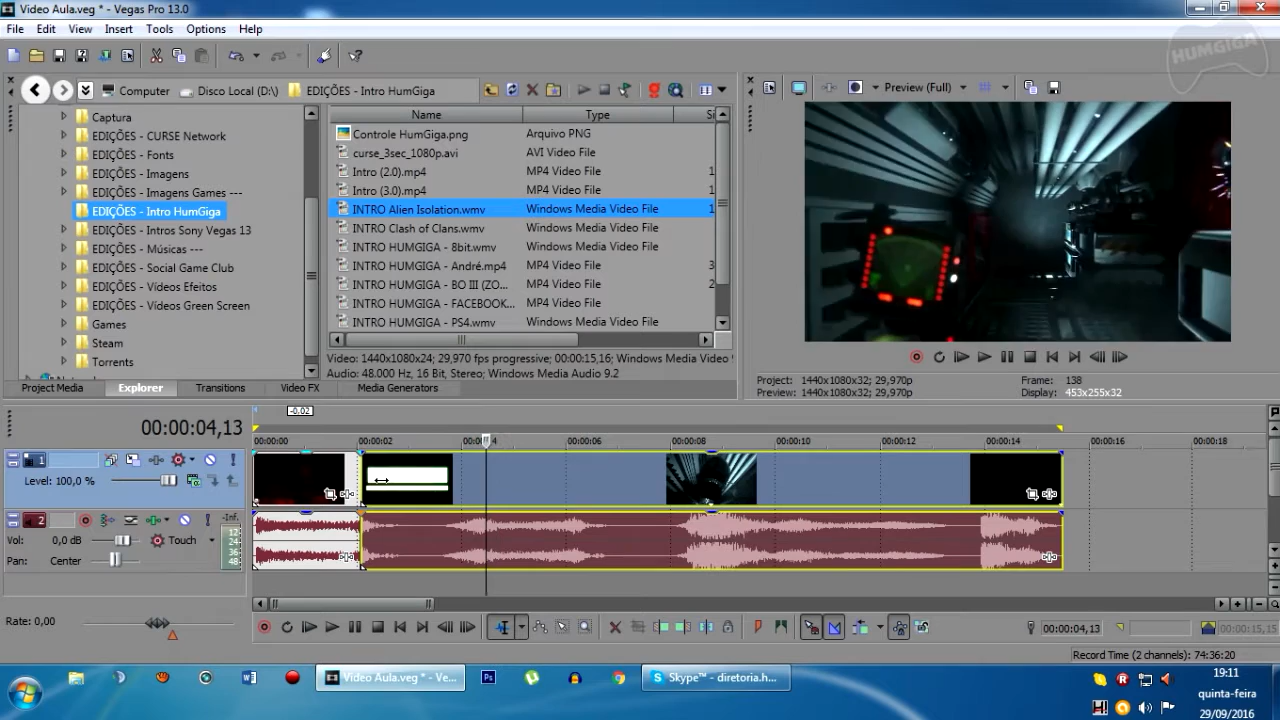 Video Aula.veg * - Vegas Pro 13.0
File Edit View Insert Tools Options Help
HUMGIGA
Computer Disco Local (D:\) EDIÇÕES - Intro HumGiga
Preview (Full)
Captura
EDIÇÕES - CURSE Network
EDIÇÕES - Fonts
EDIÇÕES - Imagens
EDIÇÕES - Imagens Games ---
EDIÇÕES - Intro HumGiga
EDIÇÕES - Intros Sony Vegas 13
EDIÇÕES - Músicas ---
EDIÇÕES - Social Game Club
EDIÇÕES - Vídeos Efeitos
EDIÇÕES - Vídeos Green Screen
Games
Steam
Torrents
Name Type Si
Controle HumGiga.png Arquivo PNG
curse_3sec_1080p.avi AVI Video File
Intro (2.0).mp4 MP4 Video File 1
Intro (3.0).mp4 MP4 Video File 1
INTRO Alien Isolation.wmv Windows Media Video File 1
INTRO Clash of Clans.wmv Windows Media Video File
INTRO HUMGIGA - 8bit.wmv Windows Media Video File
INTRO HUMGIGA - André.mp4 MP4 Video File 3
INTRO HUMGIGA - BO III (ZO... MP4 Video File 2
INTRO HUMGIGA - FACEBOOK... MP4 Video File
INTRO HUMGIGA - PS4.wmv Windows Media Video File
Video: 1440x1080x24; 29,970 fps progressive; 00:00:15,16; Windows Media Video 
Audio: 48.000 Hz, 16 Bit, Stereo; Windows Media Audio 9.2
Project Media Explorer Transitions Video FX Media Generators
Project: 1440x1080x32; 29,970p Frame: 138
Preview: 1440x1080x32; 29,970p Display: 453x255x32
-0.02
00:00:04,13
00:00:00 00:00:02 00:00:04 00:00:06 00:00:08 00:00:10 00:00:12 00:00:14 00:00:16 00:00:18
1
Level: 100,0 %
2 -Inf.
12
24
36
48
Vol: 0,0 dB Touch
Pan: Center
Rate: 0,00
00:00:04,13 00:00:15,15
Record Time (2 channels): 74:36:20
Video Aula.veg * - Ve... Skype™ - diretoria.h...
19:11
quinta-feira
29/09/2016